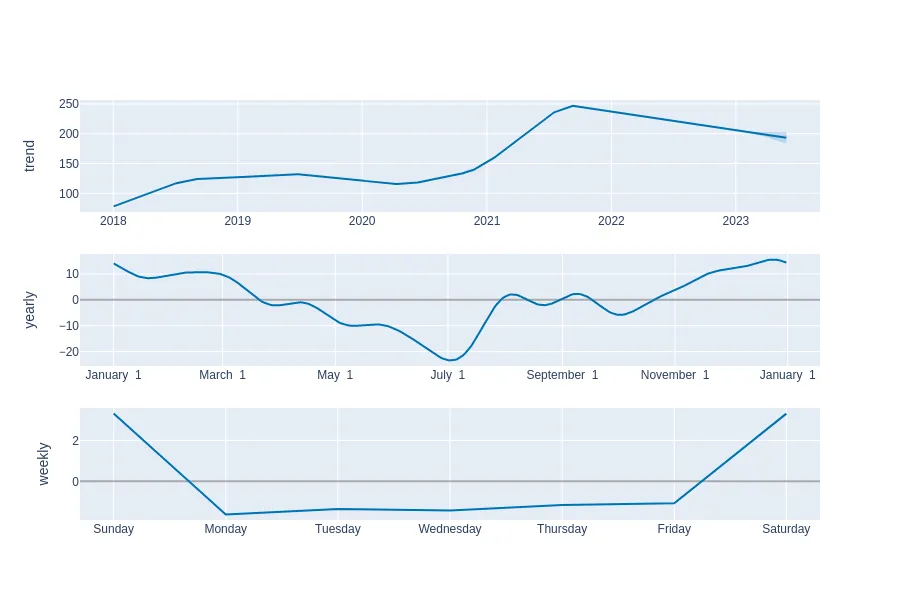 trend
250
200
150
100
2018 2019 2020 2021 2022 2023
yearly
10
0
−10
−20
January 1 March 1 May 1 July 1 September 1 November 1 January 1
weekly
2
0
Sunday Monday Tuesday Wednesday Thursday Friday Saturday